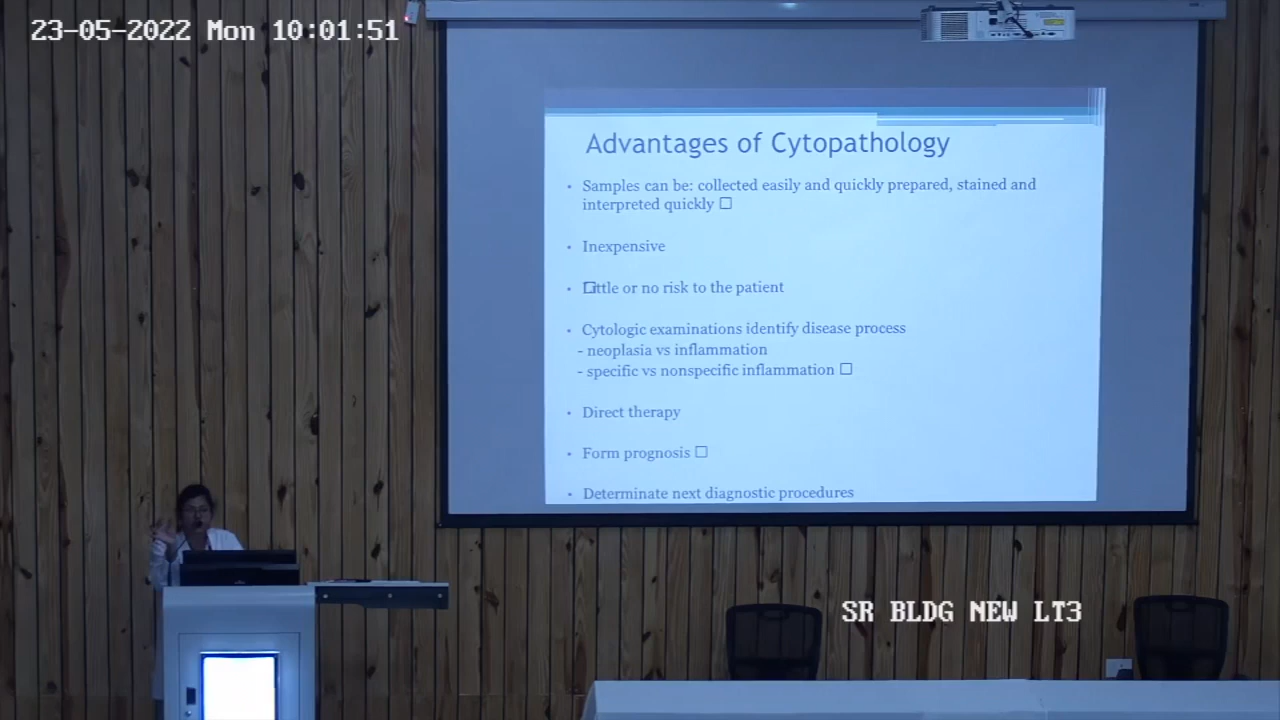 23-05-2022 Mon 10:01:51
Advantages of Cytopathology
• Samples can be: collected easily and quickly prepared, stained and
interpreted quickly □
• Inexpensive
• □Little or no risk to the patient
• Cytologic examinations identify disease process
- neoplasia vs inflammation
- specific vs nonspecific inflammation □
• Direct therapy
• Form prognosis □
• Determinate next diagnostic procedures
SR BLDG NEW LT3